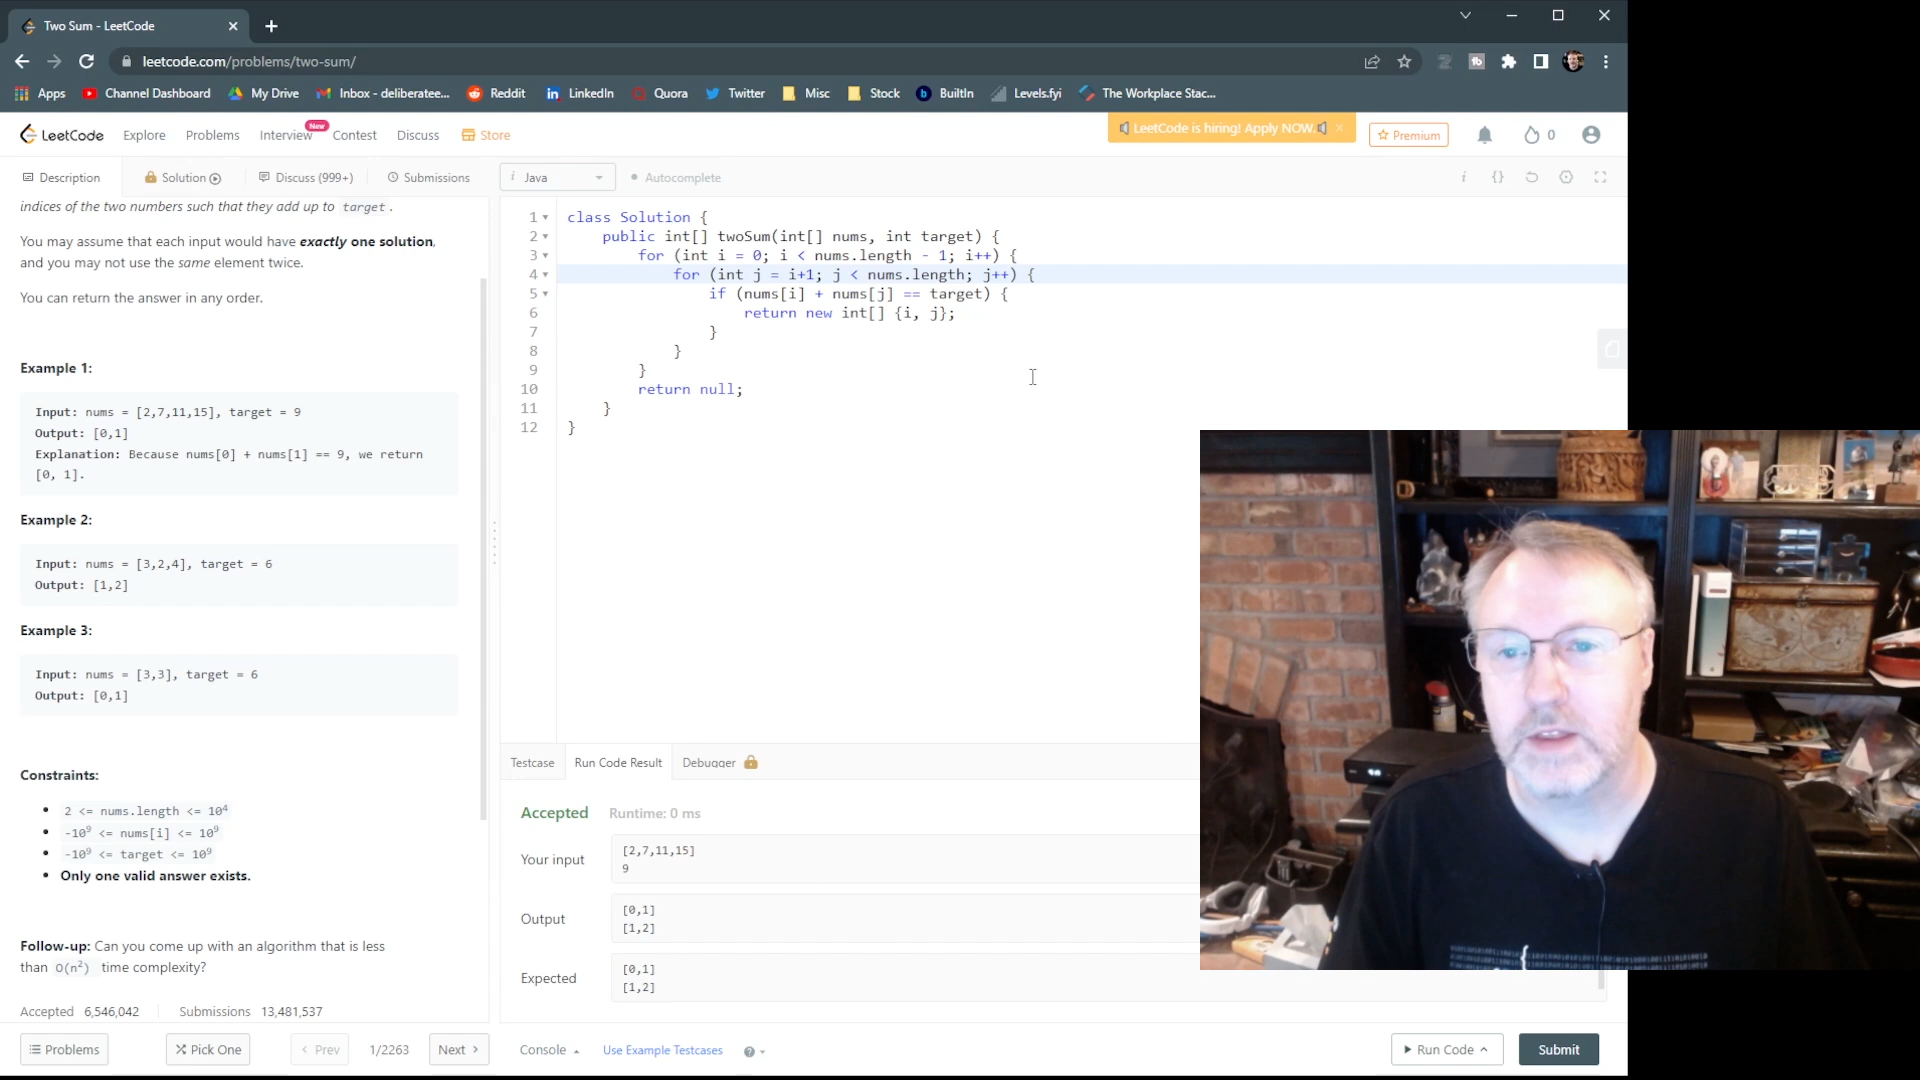 Two Sum - LeetCode
leetcode.com/problems/two-sum/
Apps Channel Dashboard My Drive Inbox - deliberatee... Reddit LinkedIn Quora Twitter Misc Stock BuiltIn Levels.fyi The Workplace Stac...
LeetCode Explore Problems Interview New Contest Discuss Store LeetCode is hiring! Apply NOW. Premium 0
Description Solution Discuss (999+) Submissions i Java Autocomplete
indices of the two numbers such that they add up to target.
You may assume that each input would have exactly one solution,
and you may not use the same element twice.
You can return the answer in any order.
Example 1:
Input: nums = [2,7,11,15], target = 9
Output: [0,1]
Explanation: Because nums[0] + nums[1] == 9, we return
[0, 1].
Example 2:
Input: nums = [3,2,4], target = 6
Output: [1,2]
Example 3:
Input: nums = [3,3], target = 6
Output: [0,1]
Constraints:
2 <= nums.length <= 10⁴
-10⁹ <= nums[i] <= 10⁹
-10⁹ <= target <= 10⁹
Only one valid answer exists.
Follow-up: Can you come up with an algorithm that is less
than O(n²) time complexity?
Accepted 6,546,042 Submissions 13,481,537
Problems Pick One Prev 1/2263 Next
1 class Solution {
2 public int[] twoSum(int[] nums, int target) {
3 for (int i = 0; i < nums.length - 1; i++) {
4 for (int j = i+1; j < nums.length; j++) {
5 if (nums[i] + nums[j] == target) {
6 return new int[] {i, j};
7 }
8 }
9 }
10 return null;
11 }
12 }
Testcase Run Code Result Debugger
Accepted Runtime: 0 ms
Your input
[2,7,11,15]
9
Output
[0,1]
[1,2]
Expected
[0,1]
[1,2]
Console Use Example Testcases Run Code Submit